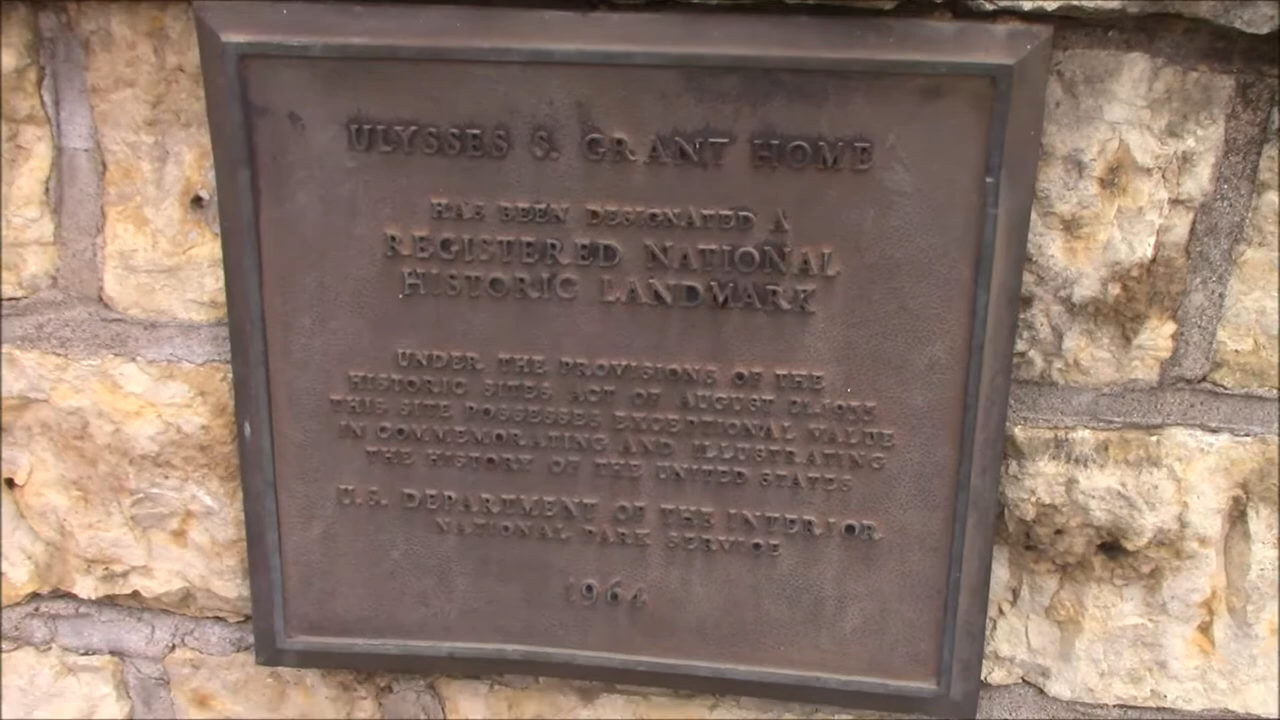 ULYSSES S. GRANT HOME
HAS BEEN DESIGNATED A
REGISTERED NATIONAL
HISTORIC LANDMARK
UNDER THE PROVISIONS OF THE
HISTORIC SITES ACT OF AUGUST 21, 1935
THIS SITE POSSESSES EXCEPTIONAL VALUE
IN COMMEMORATING AND ILLUSTRATING
THE HISTORY OF THE UNITED STATES
U.S. DEPARTMENT OF THE INTERIOR
NATIONAL PARK SERVICE
1964